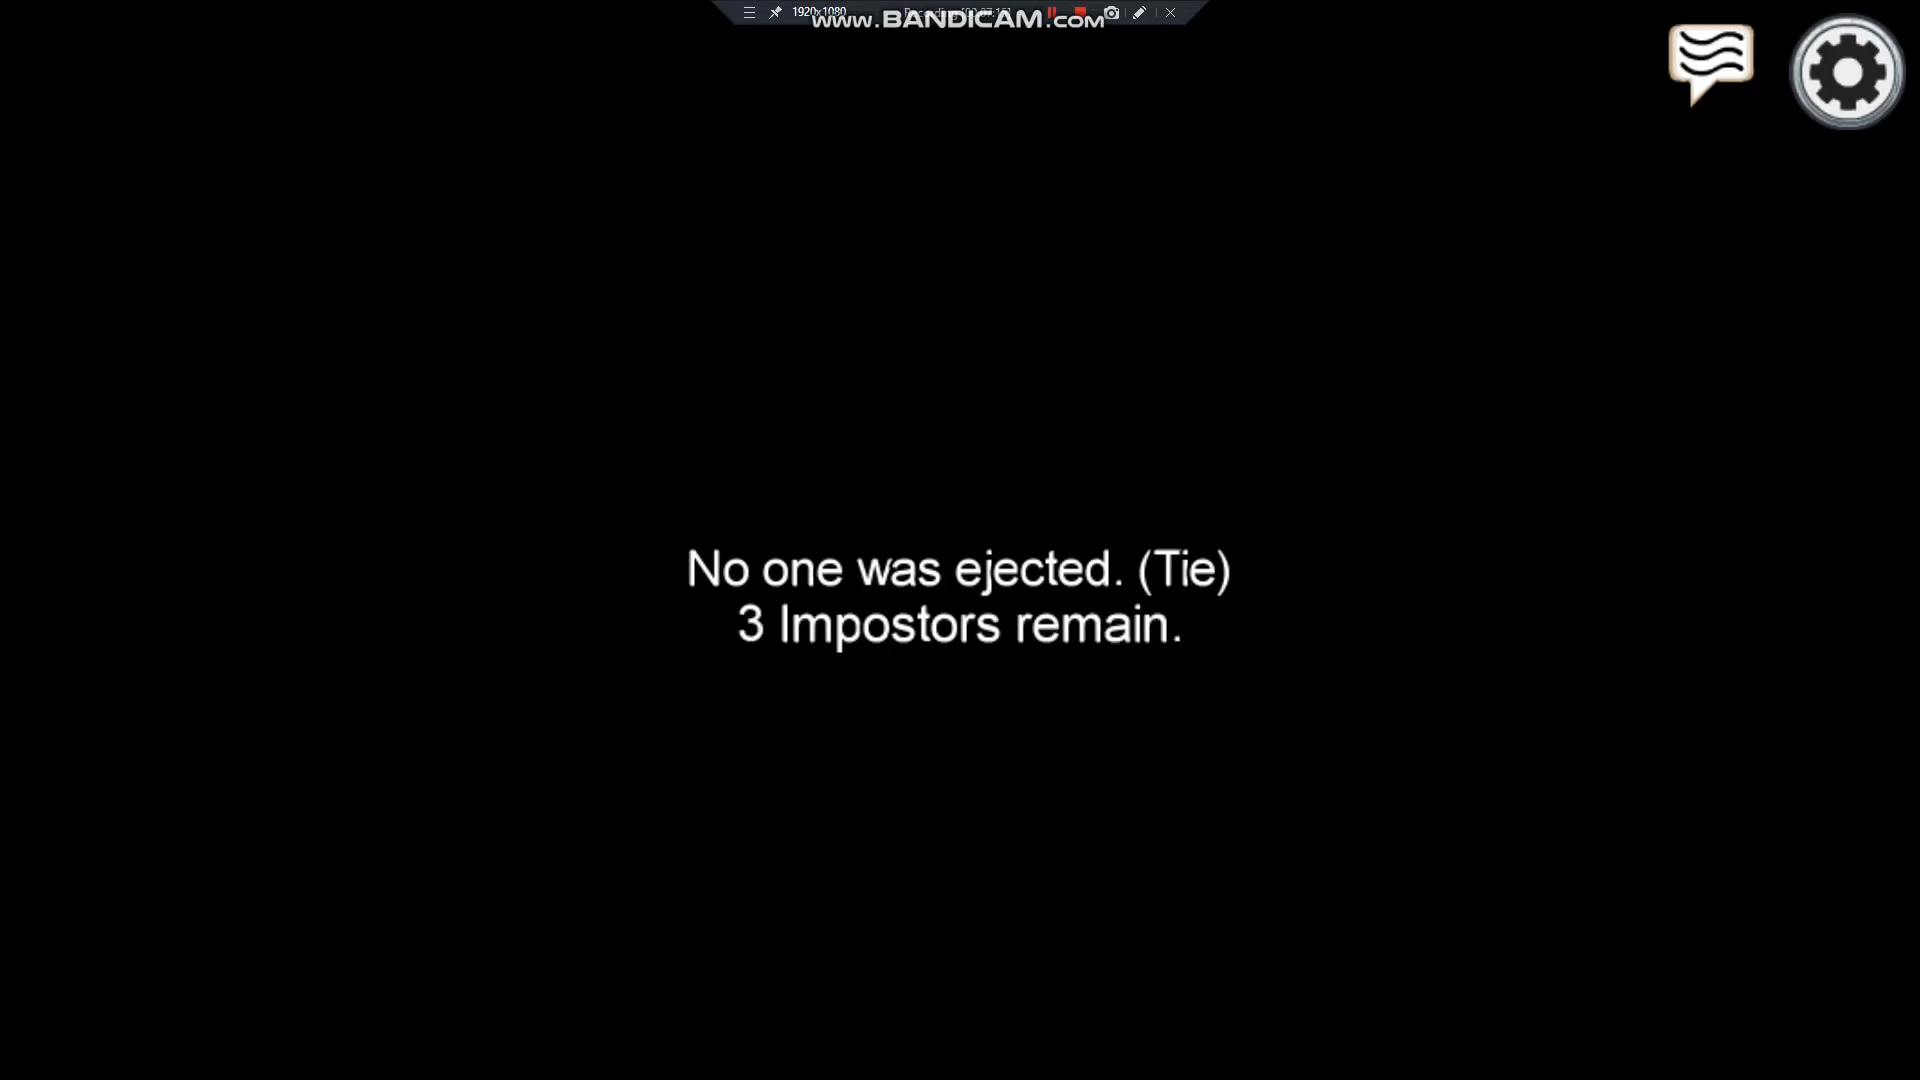 1920x1080
www.BANDICAM.com
No one was ejected. (Tie)
3 Impostors remain.